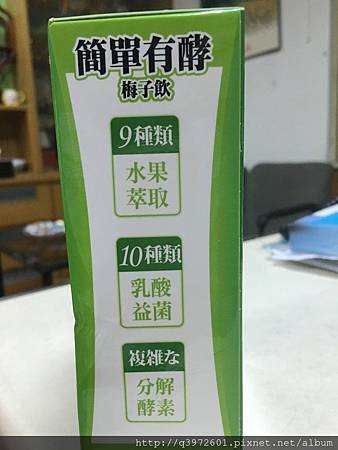 簡單有酵
梅子飲
9種類
水果
萃取
10種類
乳酸
益菌
複雑な
分解
酵素
http://q3972601.pixnet.net/album